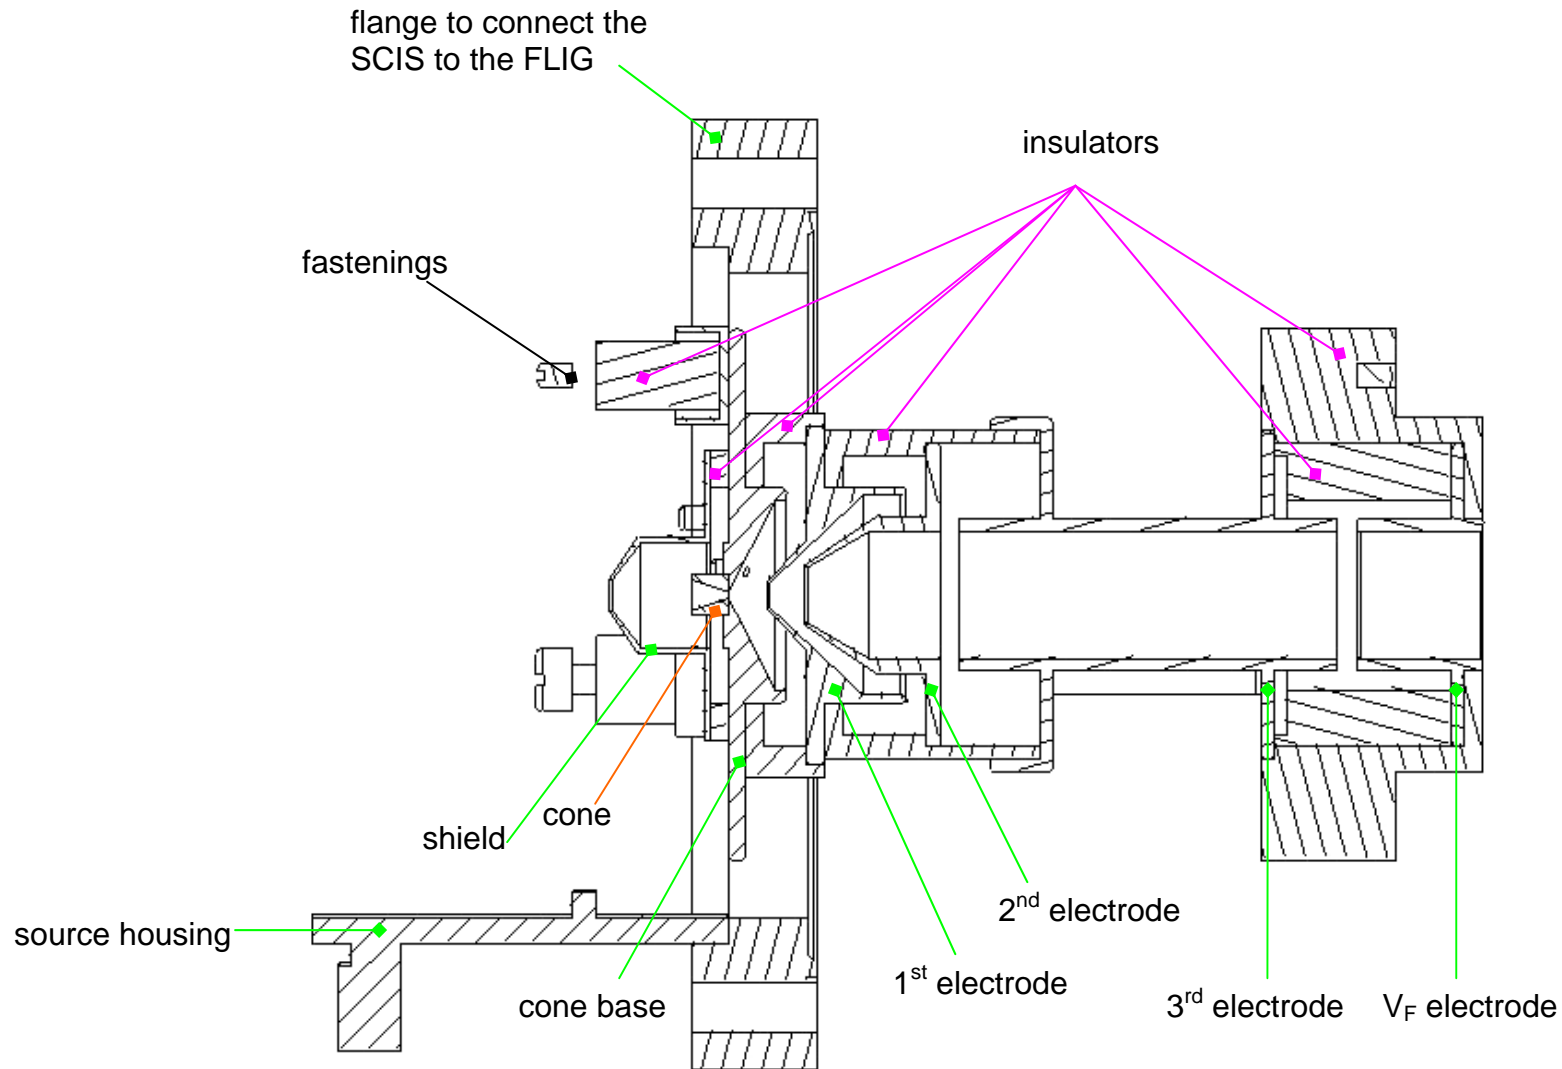 flange to connect the
SCIS to the FLIG
insulators
fastenings
cone
shield
2nd electrode
source housing
1st electrode
cone base
3rd electrode
VF electrode